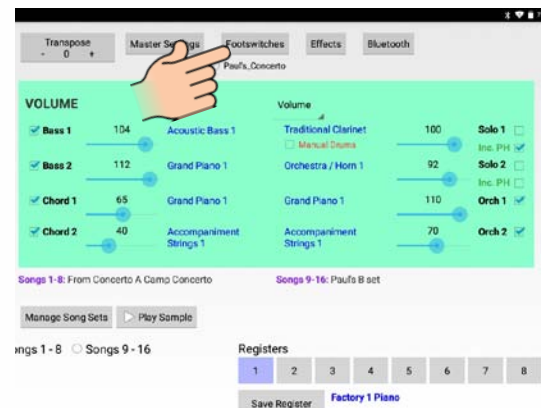 Transpose
- 0 +
Master Footswitches Effects Bluetooth
Paul's_Concerto
VOLUME Volume
Bass 1 104 Acoustic Bass 1 Traditional Clarinet 100 Solo 1
Manual Drums Inc. PH
Bass 2 112 Grand Piano 1 Orchestra / Horn 1 92 Solo 2
Inc. PH
Chord 1 65 Grand Piano 1 Grand Piano 1 110 Orch 1
Chord 2 40 Accompaniment Accompaniment 70 Orch 2
Strings 1 Strings 1
Songs 1-8: From Concerto A Camp Concerto Songs 9-16: Paul's B set
Manage Song Sets Play Sample
ongs 1 - 8 Songs 9 - 16 Registers
1 2 3 4 5 6 7 8
Save Register Factory 1 Piano